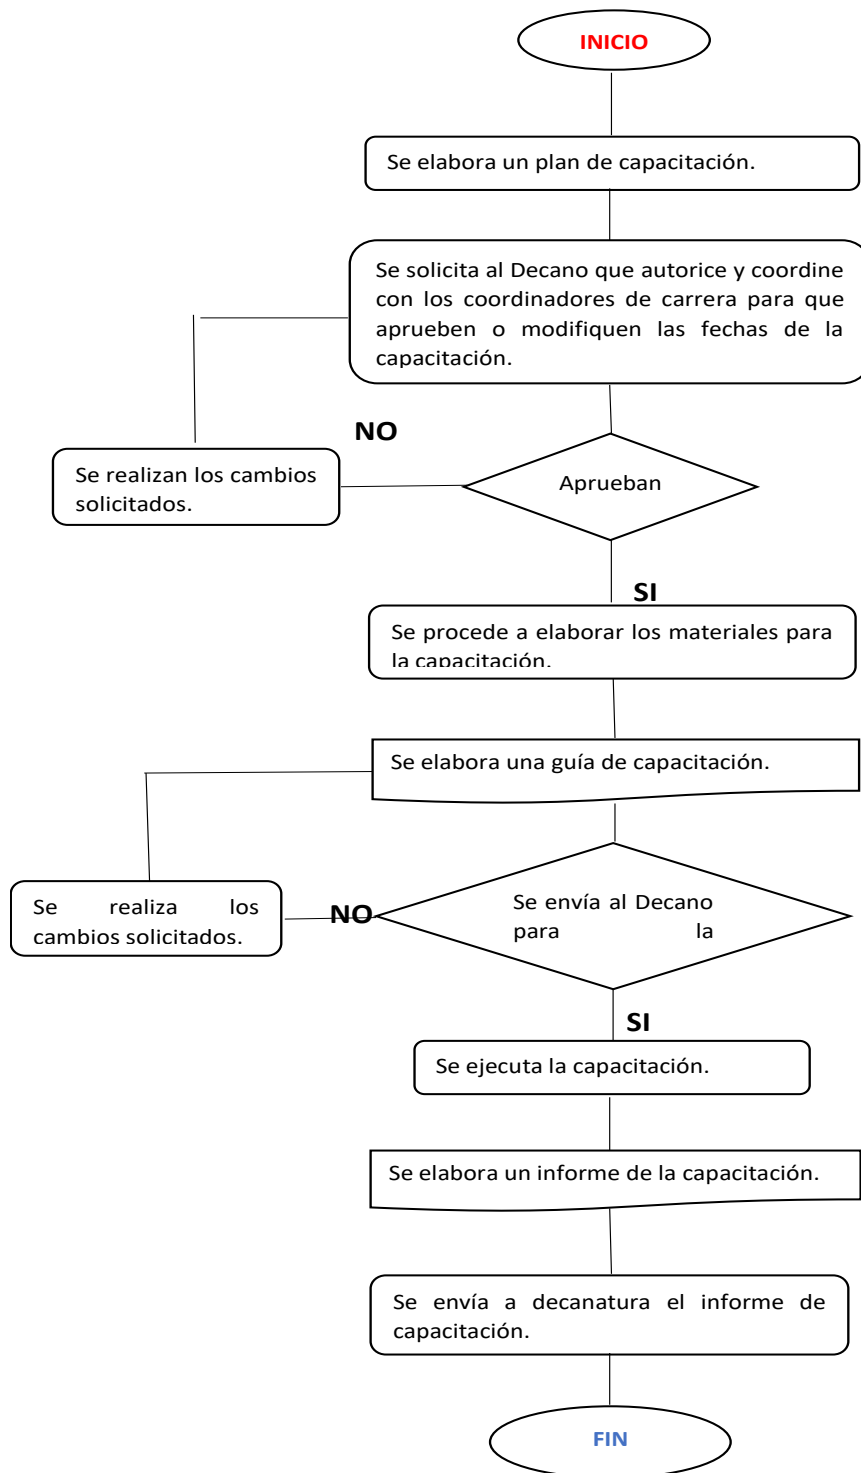 INICIO
Se elabora un plan de capacitación.
Se solicita al Decano que autorice y coordine
con los coordinadores de carrera para que
aprueben o modifiquen las fechas de la
capacitación.
NO
Se realizan los cambios
solicitados.
Aprueban
SI
Se procede a elaborar los materiales para
la capacitación.
Se elabora una guía de capacitación.
Se realiza los
cambios solicitados.
NO
Se envía al Decano
para la
SI
Se ejecuta la capacitación.
Se elabora un informe de la capacitación.
Se envía a decanatura el informe de
capacitación.
FIN